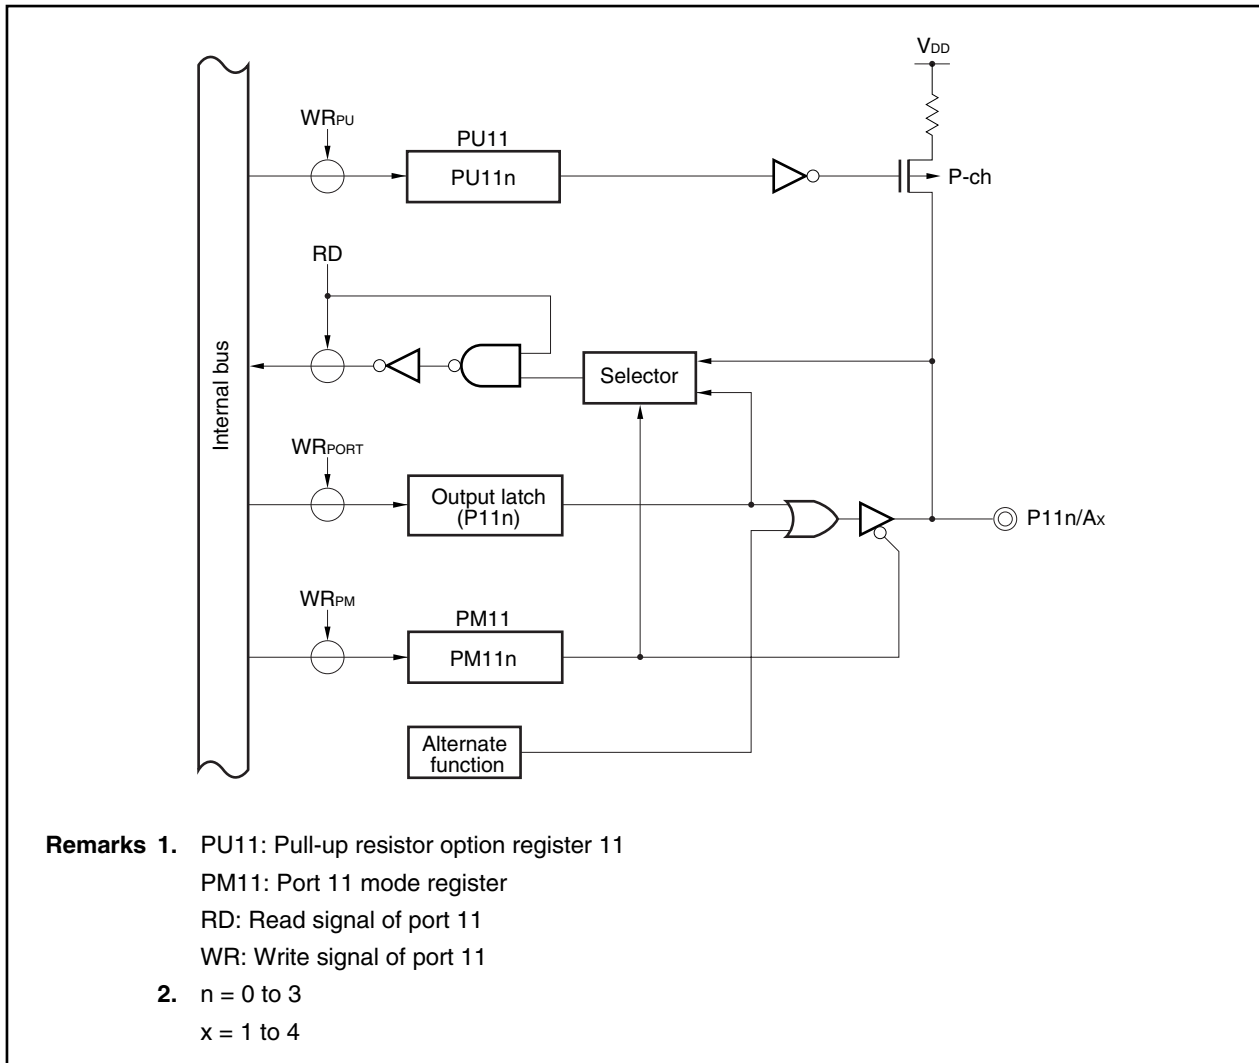 VDD
WRPU
PU11
PU11n
P-ch
RD
Internal bus
Selector
WRPORT
Output latch
(P11n)
P11n/Ax
WRPM
PM11
PM11n
Alternate
function
Remarks 1. PU11: Pull-up resistor option register 11
PM11: Port 11 mode register
RD: Read signal of port 11
WR: Write signal of port 11
2. n = 0 to 3
x = 1 to 4